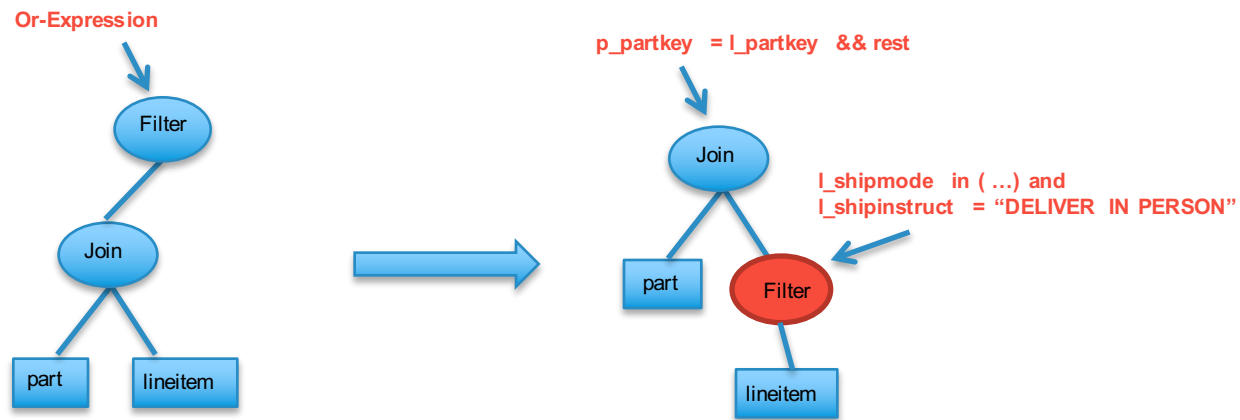 Or-Expression
Filter
Join
part
lineitem
p_partkey = l_partkey && rest
Join
l_shipmode in ( …) and
l_shipinstruct = “DELIVER IN PERSON”
part
Filter
lineitem